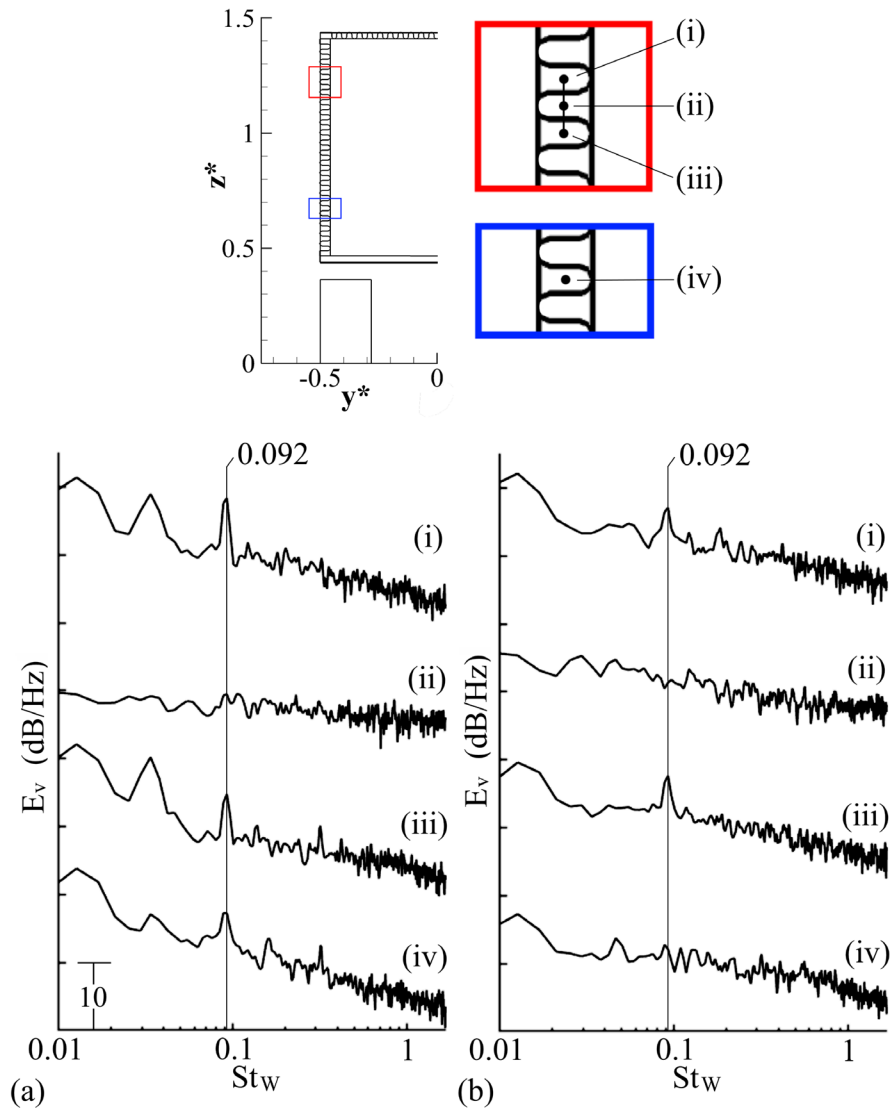 1.5
1
0.5
0
z*
-0.5
0
y*
(i)
(ii)
(iii)
(iv)
0.092
(i)
(ii)
(iii)
(iv)
10
Ev (dB/Hz)
0.01
0.1
1
StW
(a)
0.092
(i)
(ii)
(iii)
(iv)
Ev (dB/Hz)
0.01
0.1
1
StW
(b)